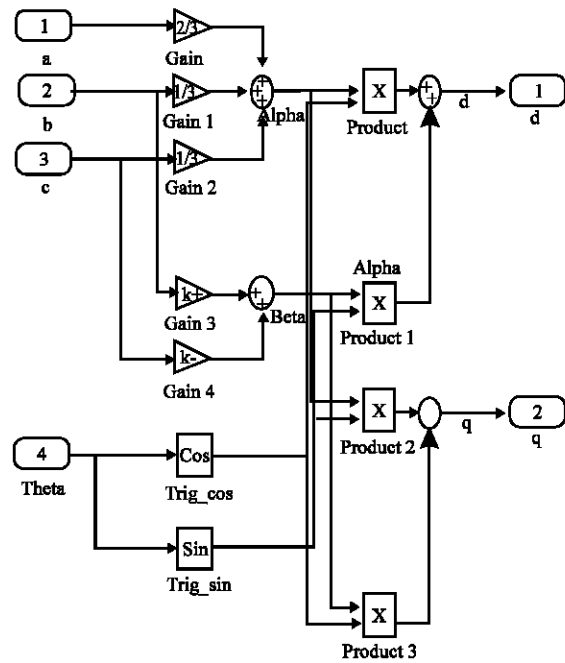 1
a
2/3
Gain
2
b
1/3
Gain 1
+
+
+
Alpha
3
c
1/3
Gain 2
X
Product
+
+
d
1
d
k+
Gain 3
k-
Gain 4
+
+
Beta
Alpha
X
Product 1
X
Product 2
q
2
q
4
Theta
Cos
Trig_cos
Sin
Trig_sin
X
Product 3